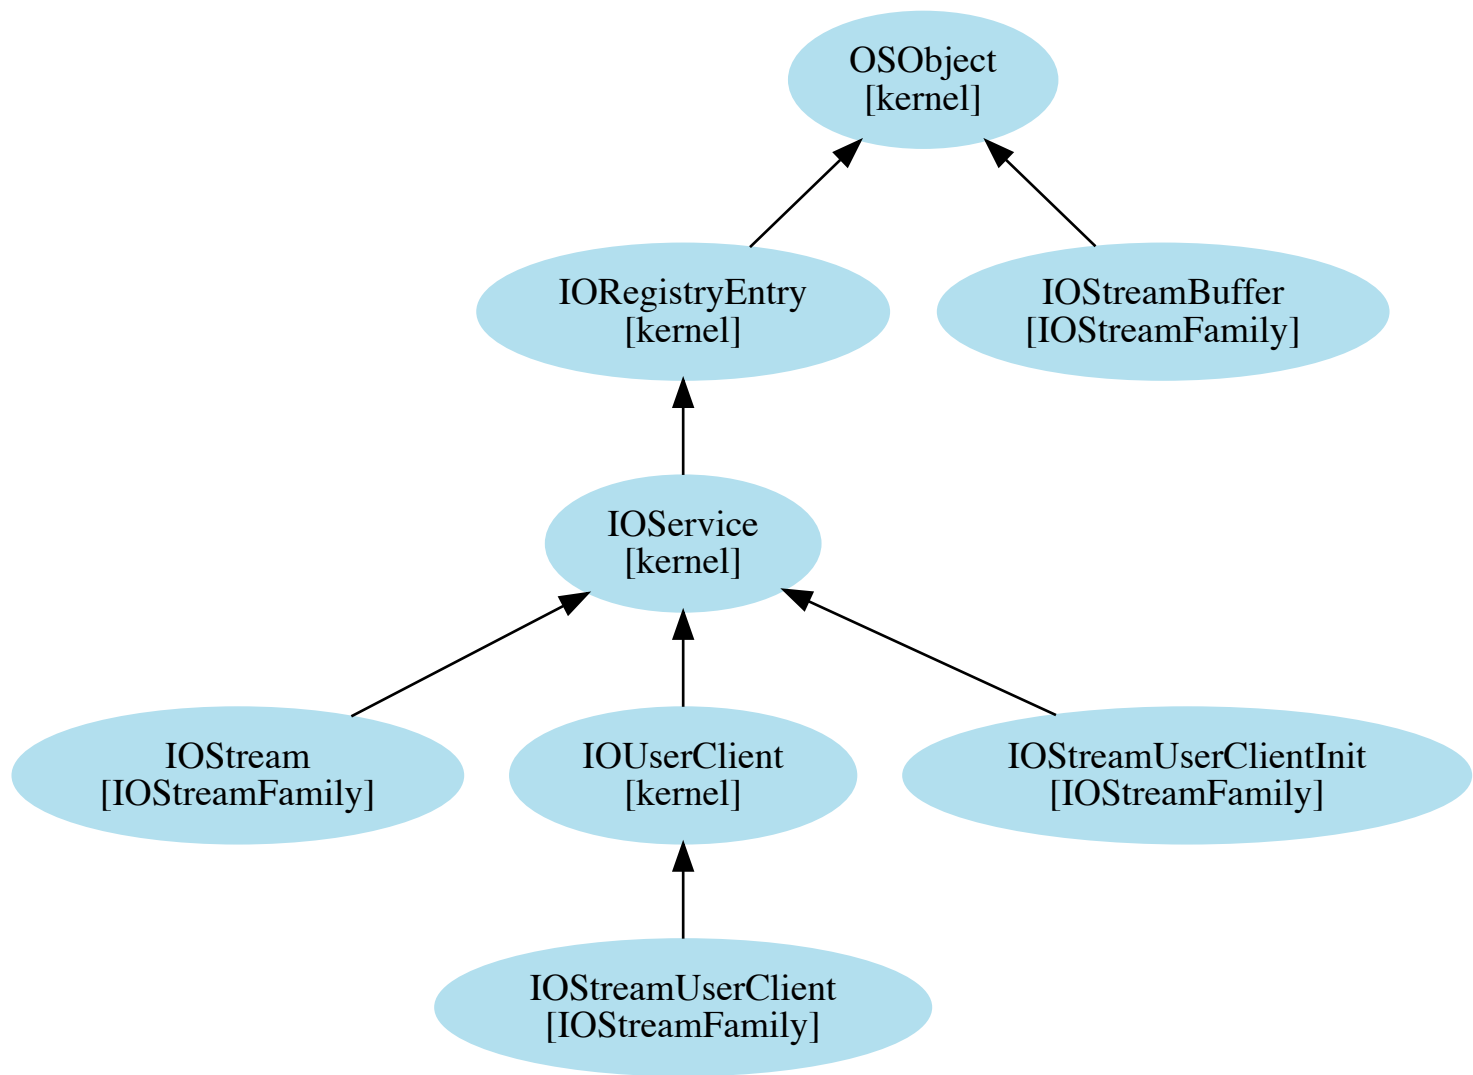 OSObject
[kernel]
IORegistryEntry
[kernel]
IOStreamBuffer
[IOStreamFamily]
IOService
[kernel]
IOStream
[IOStreamFamily]
IOUserClient
[kernel]
IOStreamUserClientInit
[IOStreamFamily]
IOStreamUserClient
[IOStreamFamily]